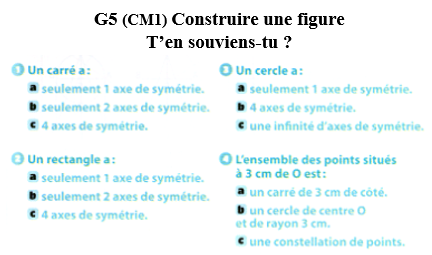 G5 (CM1) Construire une figure
T'en souviens-tu ?
1 Un carré a :
a seulement 1 axe de symétrie.
b seulement 2 axes de symétrie.
c 4 axes de symétrie.
2 Un rectangle a :
a seulement 1 axe de symétrie.
b seulement 2 axes de symétrie.
c 4 axes de symétrie.
3 Un cercle a :
a seulement 1 axe de symétrie.
b 4 axes de symétrie.
c une infinité d'axes de symétrie.
4 L'ensemble des points situés
à 3 cm de O est :
a un carré de 3 cm de côté.
b un cercle de centre O
et de rayon 3 cm.
c une constellation de points.